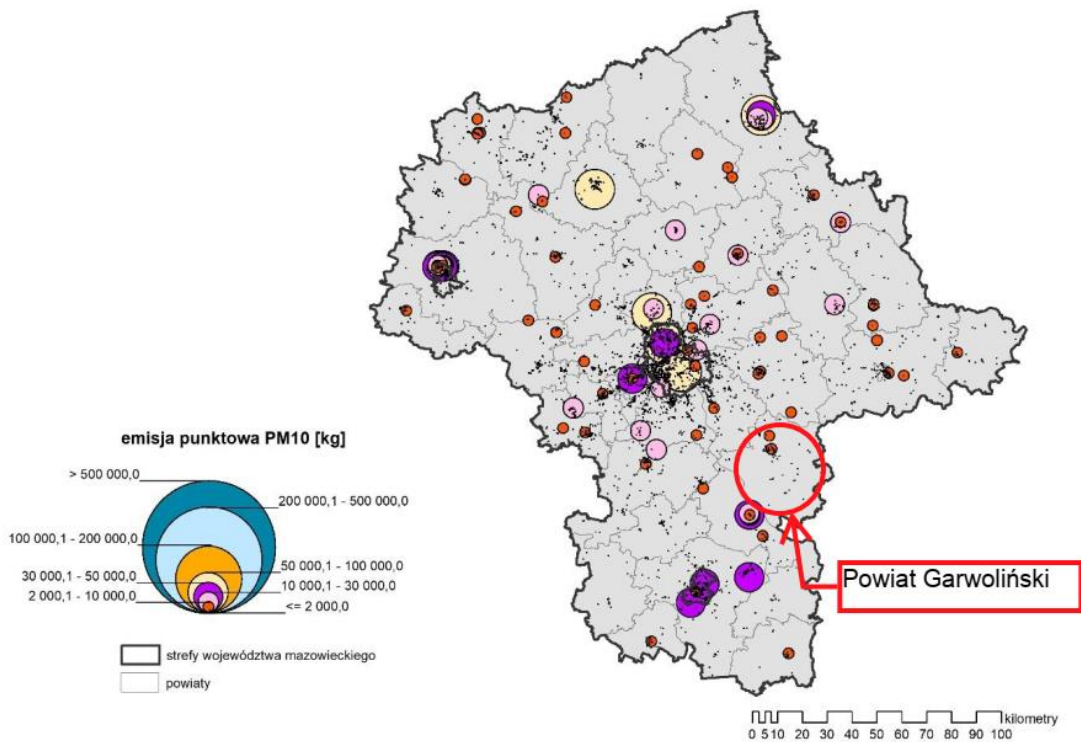 emisja punktowa PM10 [kg]
> 500 000,0
200 000,1 - 500 000,0
100 000,1 - 200 000,0
50 000,1 - 100 000,0
30 000,1 - 50 000,0
10 000,1 - 30 000,0
2 000,1 - 10 000,0
<= 2 000,0
strefy województwa mazowieckiego
powiaty
Powiat Garwoliński
kilometry
0 5 10 20 30 40 50 60 70 80 90 100